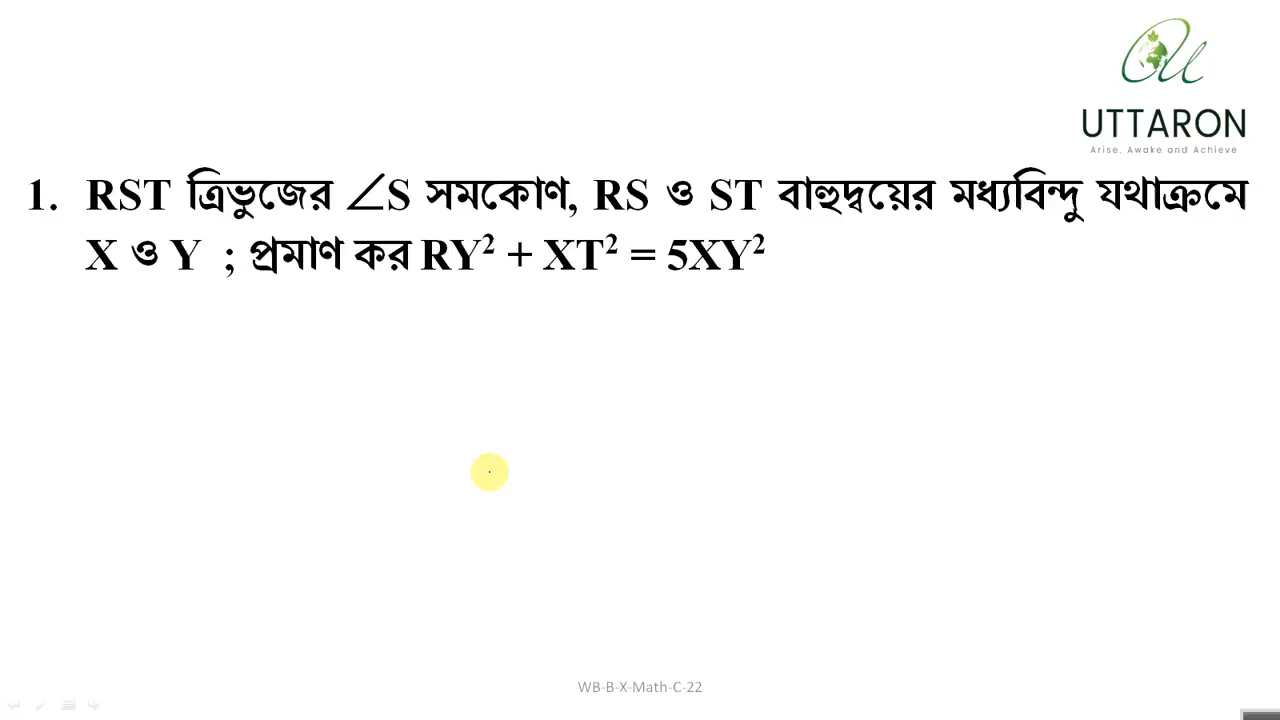 UTTARON
Arise, Awake and Achieve
1. RST ত্রিভুজের ∠S সমকোণ, RS ও ST বাহুদ্বয়ের মধ্যবিন্দু যথাক্রমে
X ও Y ; প্রমাণ কর RY² + XT² = 5XY²
WB-B-X-Math-C-22